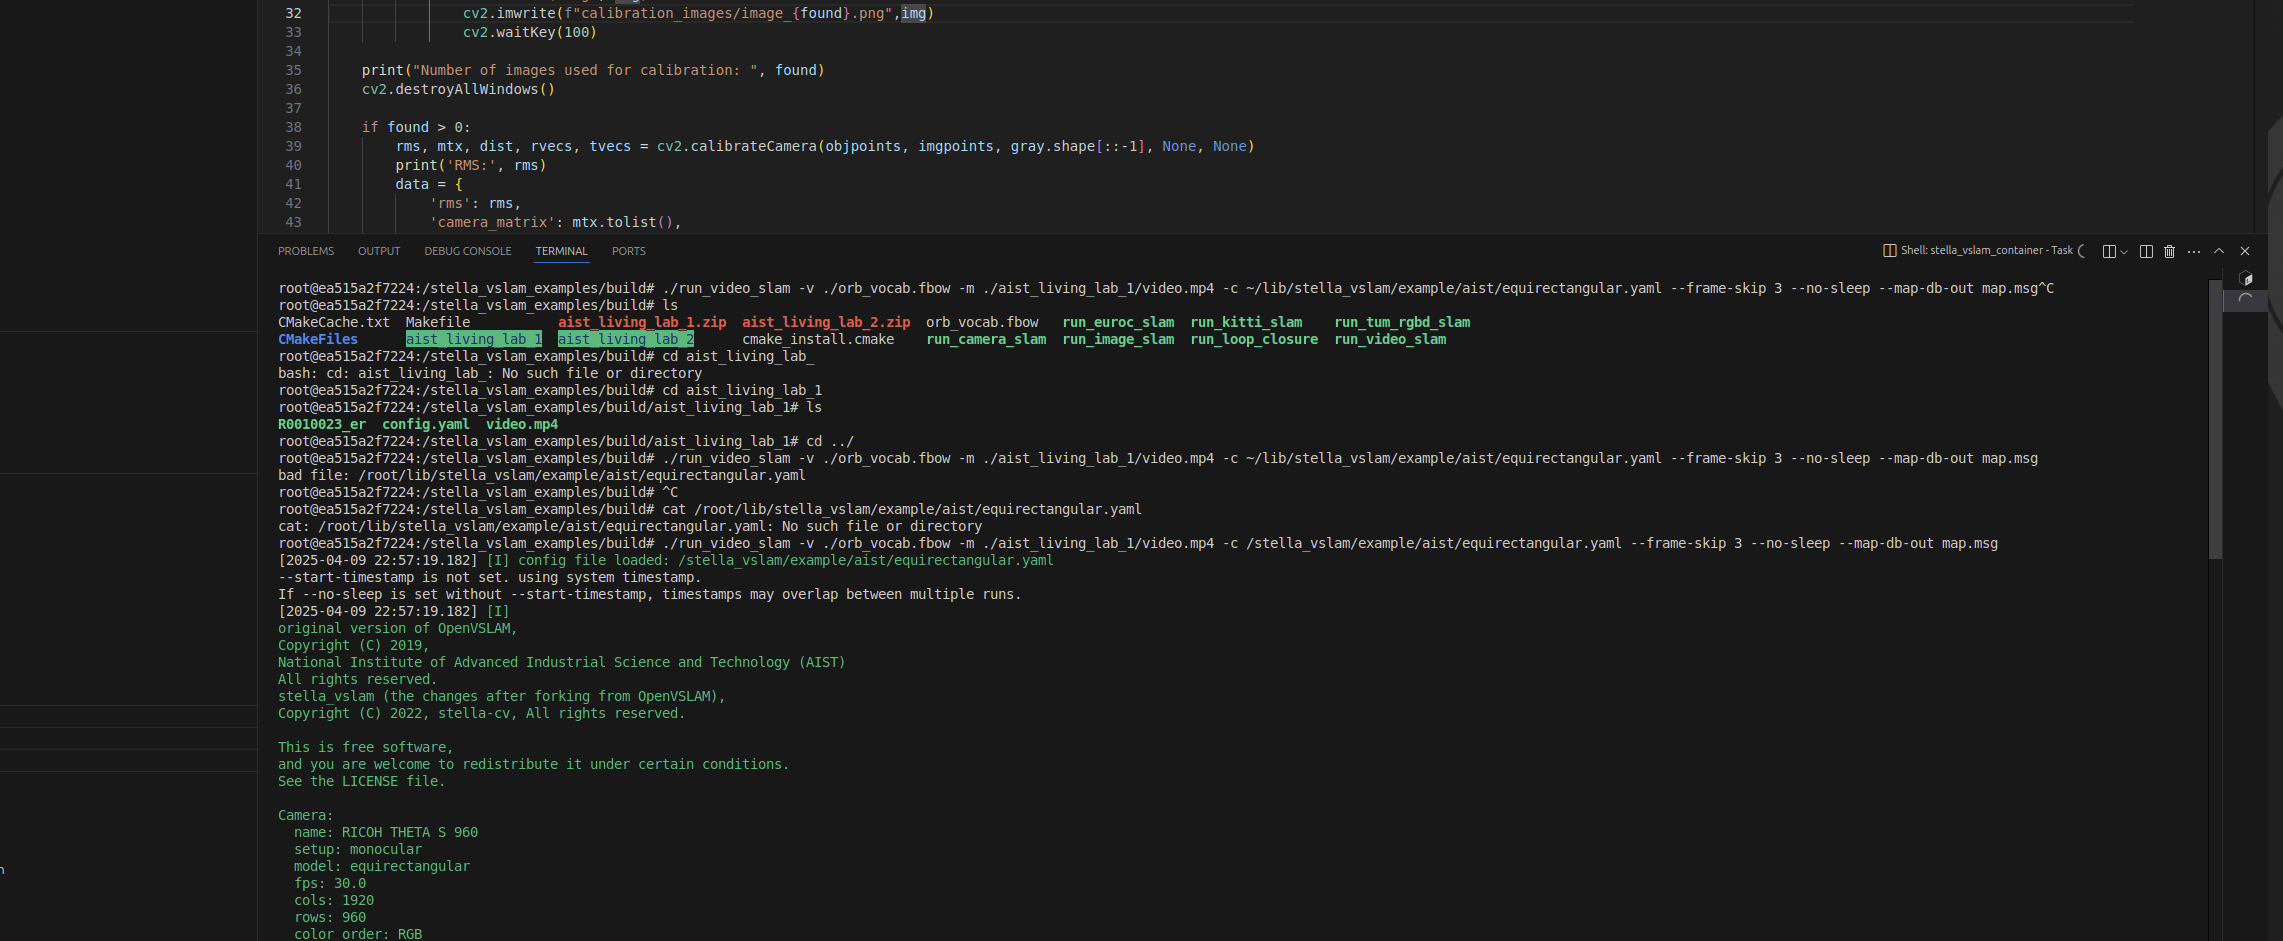 32 cv2.imwrite(f"calibration_images/image_{found}.png",img)
33 cv2.waitKey(100)
34
35 print("Number of images used for calibration: ", found)
36 cv2.destroyAllWindows()
37
38 if found > 0:
39 rms, mtx, dist, rvecs, tvecs = cv2.calibrateCamera(objpoints, imgpoints, gray.shape[::-1], None, None)
40 print('RMS:', rms)
41 data = {
42 'rms': rms,
43 'camera_matrix': mtx.tolist(),
PROBLEMS OUTPUT DEBUG CONSOLE TERMINAL PORTS Shell: stella_vslam_container - Task
root@ea515a2f7224:/stella_vslam_examples/build# ./run_video_slam -v ./orb_vocab.fbow -m ./aist_living_lab_1/video.mp4 -c ~/lib/stella_vslam/example/aist/equirectangular.yaml --frame-skip 3 --no-sleep --map-db-out map.msg^C
root@ea515a2f7224:/stella_vslam_examples/build# ls
CMakeCache.txt Makefile aist_living_lab_1.zip aist_living_lab_2.zip orb_vocab.fbow run_euroc_slam run_kitti_slam run_tum_rgbd_slam
CMakeFiles aist_living_lab_1 aist_living_lab_2 cmake_install.cmake run_camera_slam run_image_slam run_loop_closure run_video_slam
root@ea515a2f7224:/stella_vslam_examples/build# cd aist_living_lab_
bash: cd: aist_living_lab_: No such file or directory
root@ea515a2f7224:/stella_vslam_examples/build# cd aist_living_lab_1
root@ea515a2f7224:/stella_vslam_examples/build/aist_living_lab_1# ls
R0010023_er config.yaml video.mp4
root@ea515a2f7224:/stella_vslam_examples/build/aist_living_lab_1# cd ../
root@ea515a2f7224:/stella_vslam_examples/build# ./run_video_slam -v ./orb_vocab.fbow -m ./aist_living_lab_1/video.mp4 -c ~/lib/stella_vslam/example/aist/equirectangular.yaml --frame-skip 3 --no-sleep --map-db-out map.msg
bad file: /root/lib/stella_vslam/example/aist/equirectangular.yaml
root@ea515a2f7224:/stella_vslam_examples/build# ^C
root@ea515a2f7224:/stella_vslam_examples/build# cat /root/lib/stella_vslam/example/aist/equirectangular.yaml
cat: /root/lib/stella_vslam/example/aist/equirectangular.yaml: No such file or directory
root@ea515a2f7224:/stella_vslam_examples/build# ./run_video_slam -v ./orb_vocab.fbow -m ./aist_living_lab_1/video.mp4 -c /stella_vslam/example/aist/equirectangular.yaml --frame-skip 3 --no-sleep --map-db-out map.msg
[2025-04-09 22:57:19.182] [I] config file loaded: /stella_vslam/example/aist/equirectangular.yaml
--start-timestamp is not set. using system timestamp.
If --no-sleep is set without --start-timestamp, timestamps may overlap between multiple runs.
[2025-04-09 22:57:19.182] [I]
original version of OpenVSLAM,
Copyright (C) 2019,
National Institute of Advanced Industrial Science and Technology (AIST)
All rights reserved.
stella_vslam (the changes after forking from OpenVSLAM),
Copyright (C) 2022, stella-cv, All rights reserved.

This is free software,
and you are welcome to redistribute it under certain conditions.
See the LICENSE file.

Camera:
name: RICOH THETA S 960
setup: monocular
model: equirectangular
fps: 30.0
cols: 1920
rows: 960
color order: RGB